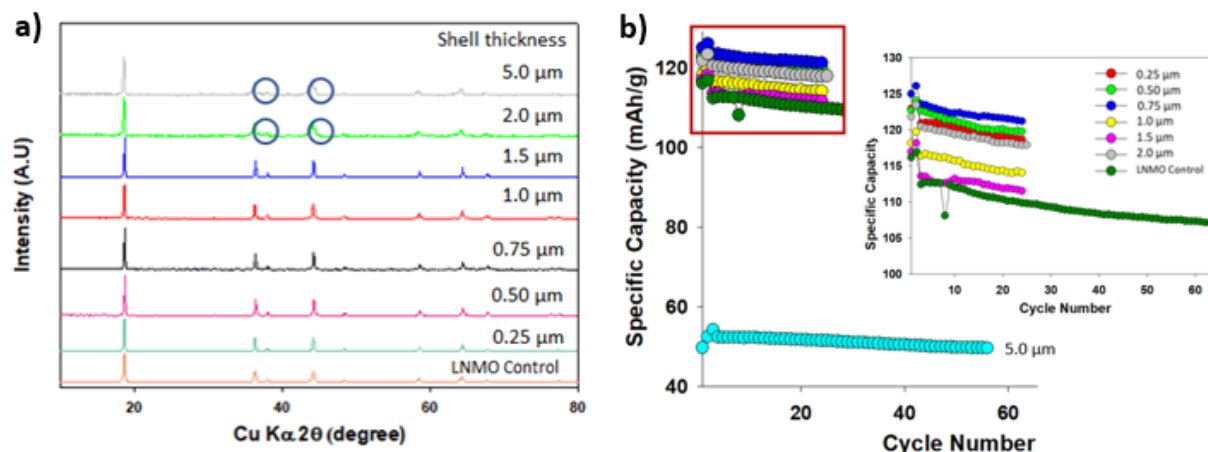 a)
Shell thickness
5.0 µm
2.0 µm
1.5 µm
1.0 µm
0.75 µm
0.50 µm
0.25 µm
LNMO Control
Intensity (A.U)
20 40 60 80
Cu Kα 2θ (degree)
b)
Specific Capacity (mAh/g)
120
100
80
60
40
20 40 60
Cycle Number
5.0 µm
Specific Capacity
130
125
120
115
110
105
100
10 20 30 40 50 60
Cycle Number
0.25 µm
0.50 µm
0.75 µm
1.0 µm
1.5 µm
2.0 µm
LNMO Control